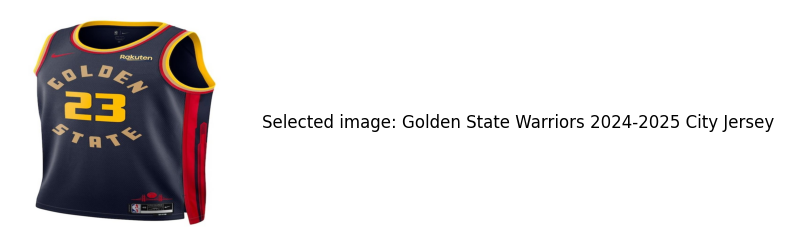 Rakuten
GOLDEN
23
STATE
Selected image: Golden State Warriors 2024-2025 City Jersey